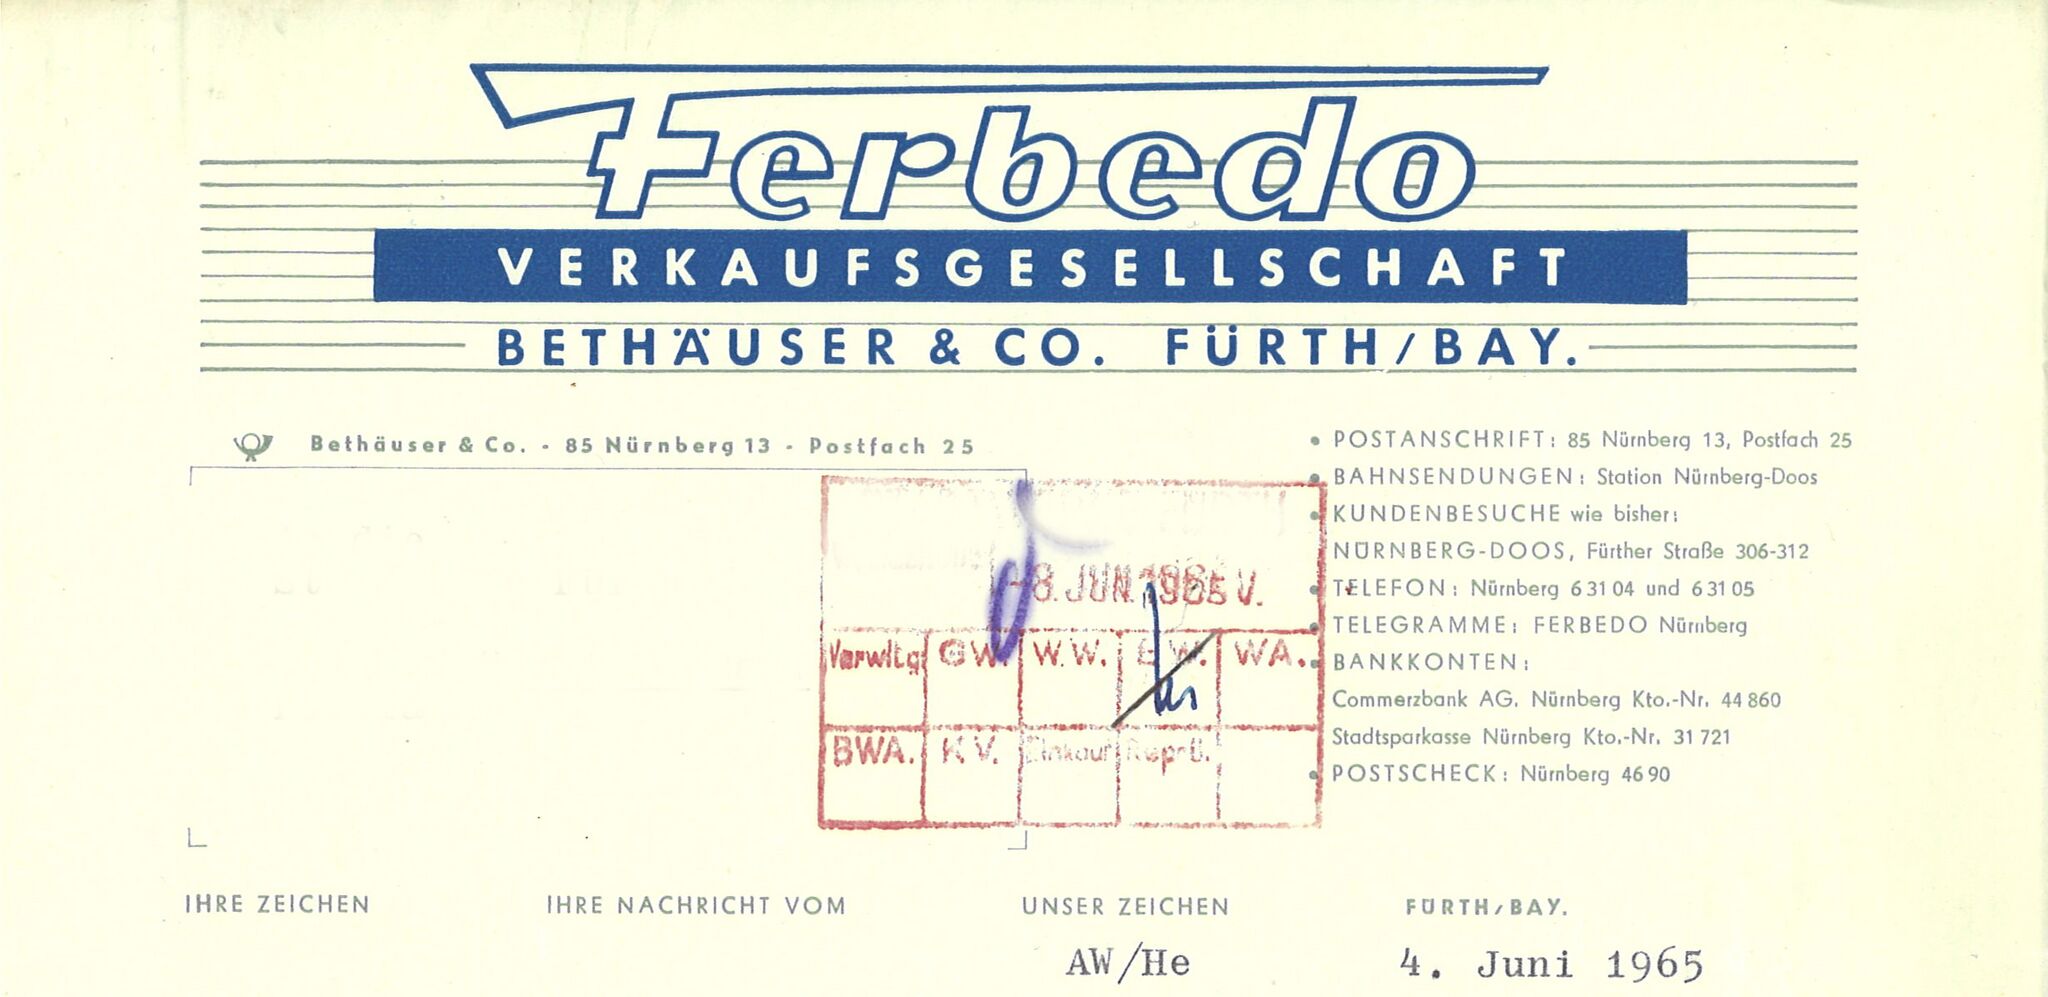 Ferbedo
VERKAUFSGESELLSCHAFT
BETHÄUSER & CO. FÜRTH/BAY.
Bethäuser & Co. - 85 Nürnberg 13 - Postfach 25
• POSTANSCHRIFT: 85 Nürnberg 13, Postfach 25
• BAHNSENDUNGEN: Station Nürnberg-Doos
• KUNDENBESUCHE wie bisher:
NÜRNBERG-DOOS, Fürther Straße 306-312
• TELEFON: Nürnberg 6 31 04 und 6 31 05
• TELEGRAMME: FERBEDO Nürnberg
• BANKKONTEN:
Commerzbank AG. Nürnberg Kto.-Nr. 44 860
Stadtsparkasse Nürnberg Kto.-Nr. 31 721
• POSTSCHECK: Nürnberg 46 90
-8. JUN. 1965 V.
Verwltg G W. W.W. E.W. WA.
BWA. K.V. Einkauf
IHRE ZEICHEN IHRE NACHRICHT VOM UNSER ZEICHEN FÜRTH/BAY.
AW/He 4. Juni 1965